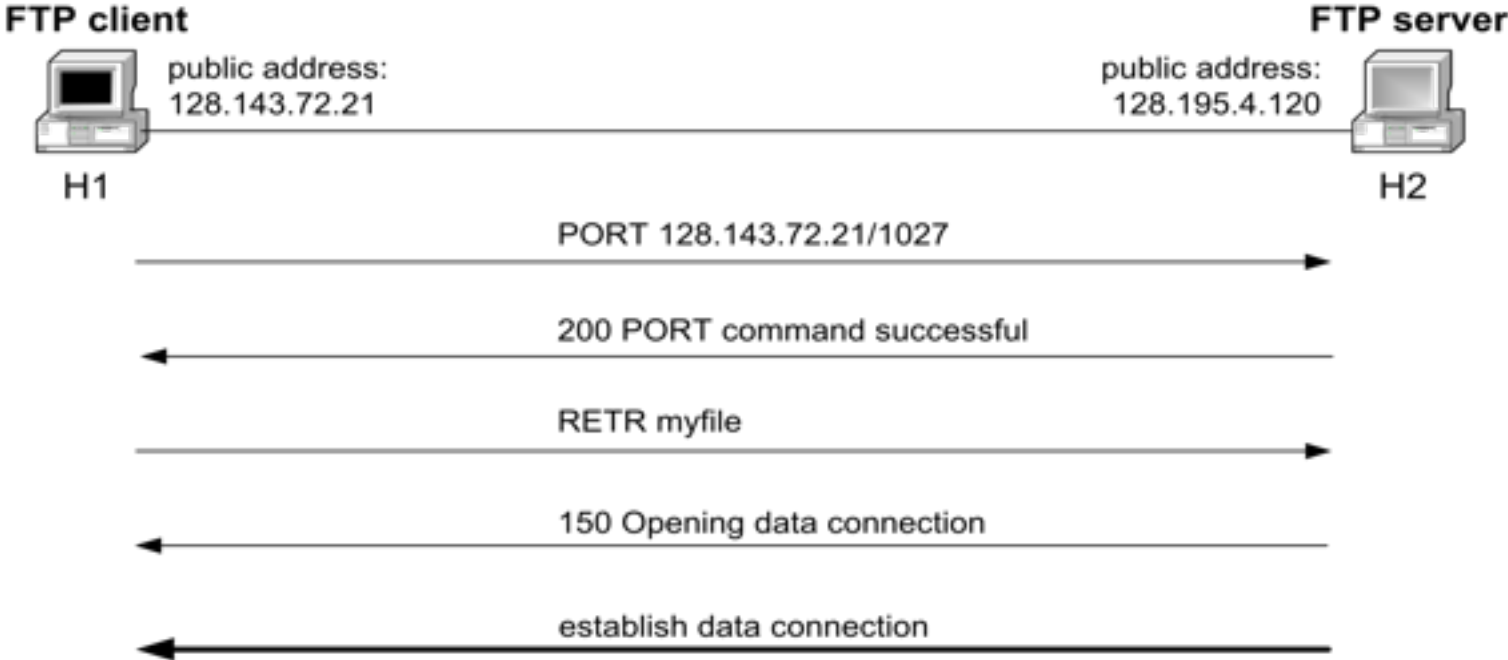 FTP client
FTP server
public address:
128.143.72.21
public address:
128.195.4.120
H1
H2
PORT 128.143.72.21/1027
200 PORT command successful
RETR myfile
150 Opening data connection
establish data connection